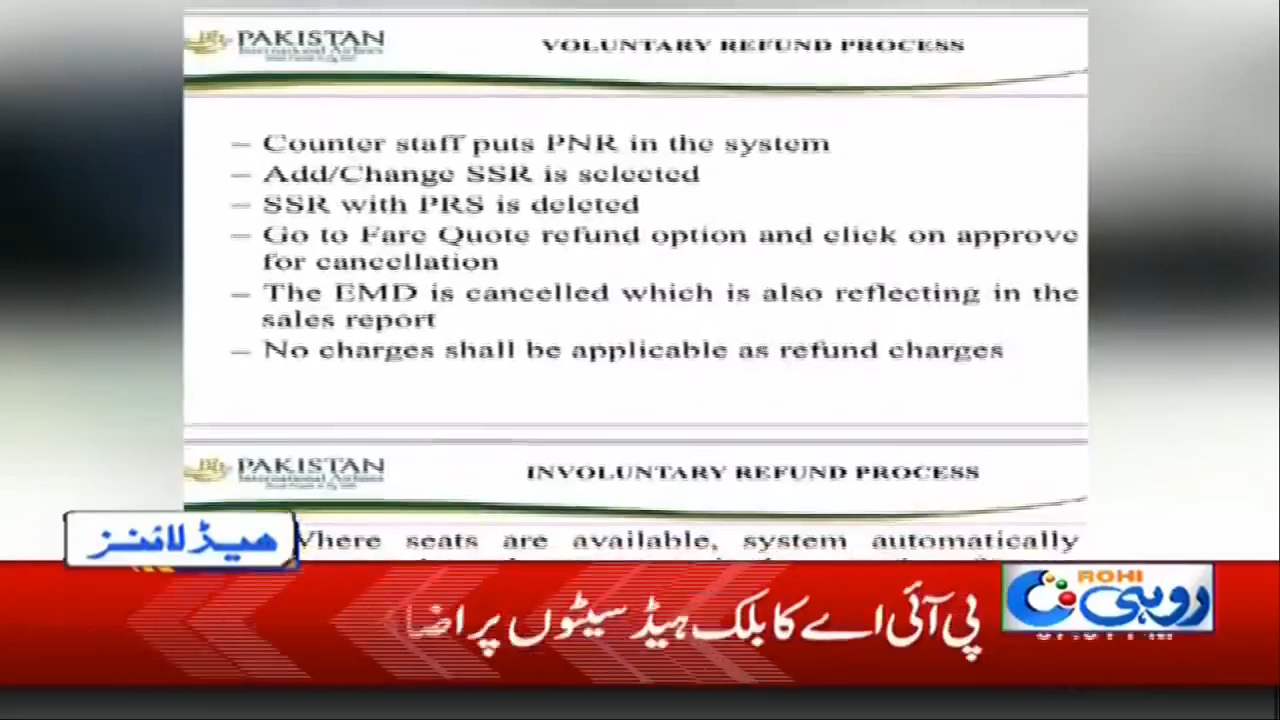 PAKISTAN
International Airlines
VOLUNTARY REFUND PROCESS
– Counter staff puts PNR in the system
– Add/Change SSR is selected
– SSR with PRS is deleted
– Go to Fare Quote refund option and click on approve
for cancellation
– The EMD is cancelled which is also reflecting in the
sales report
– No charges shall be applicable as refund charges
PAKISTAN
International Airlines
INVOLUNTARY REFUND PROCESS
Where seats are available, system automatically
ہیڈلائنز
پی آئی اے کا بلک ہیڈ سیٹوں پر اضا
ROHI
روہی